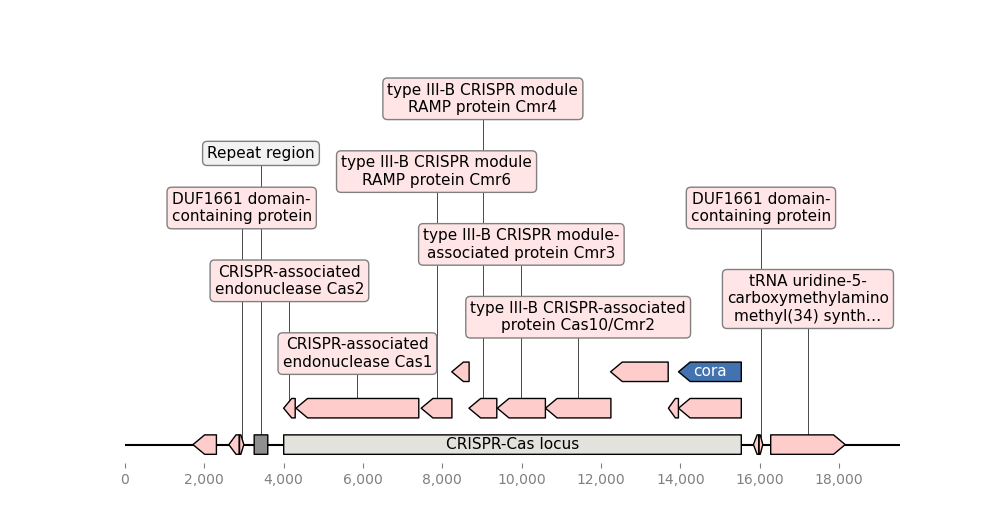 type III-B CRISPR module
RAMP protein Cmr4
Repeat region
type III-B CRISPR module
RAMP protein Cmr6
DUF1661 domain-
containing protein
DUF1661 domain-
containing protein
type III-B CRISPR module-
associated protein Cmr3
CRISPR-associated
endonuclease Cas2
tRNA uridine-5-
carboxymethylamino
methyl(34) synth...
type III-B CRISPR-associated
protein Cas10/Cmr2
CRISPR-associated
endonuclease Cas1
cora
CRISPR-Cas locus
0 2,000 4,000 6,000 8,000 10,000 12,000 14,000 16,000 18,000